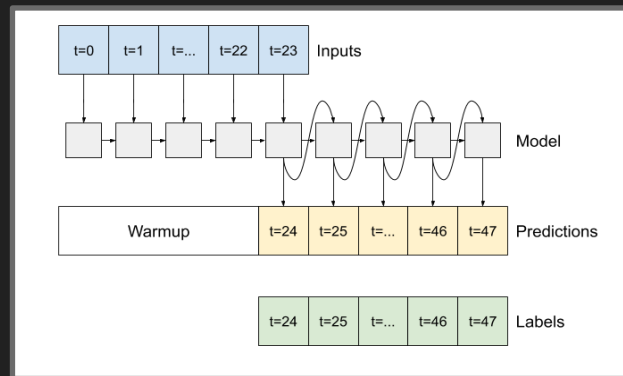 t=0 t=1 t=... t=22 t=23 Inputs
Model
Warmup t=24 t=25 t=... t=46 t=47 Predictions
t=24 t=25 t=... t=46 t=47 Labels